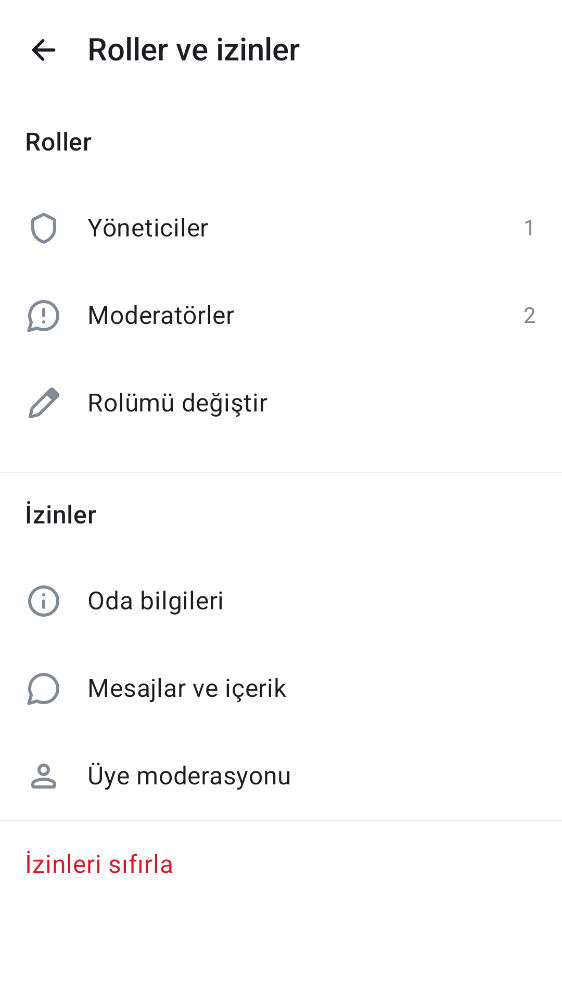 Roller ve izinler
Roller
Yöneticiler 1
Moderatörler 2
Rolümü değiştir
İzinler
Oda bilgileri
Mesajlar ve içerik
Üye moderasyonu
İzinleri sıfırla